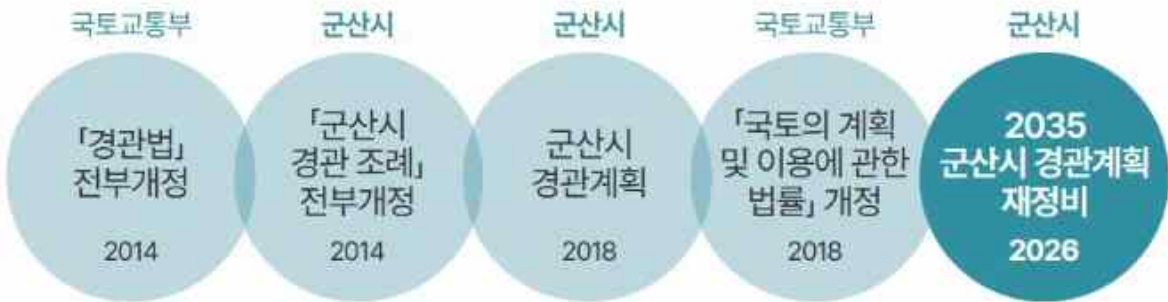 국토교통부
군산시
군산시
국토교통부
군산시
「경관법」
전부개정
2014
「군산시
경관 조례」
전부개정
2014
군산시
경관계획
2018
「국토의 계획
및 이용에 관한
법률」 개정
2018
2035
군산시 경관계획
재정비
2026